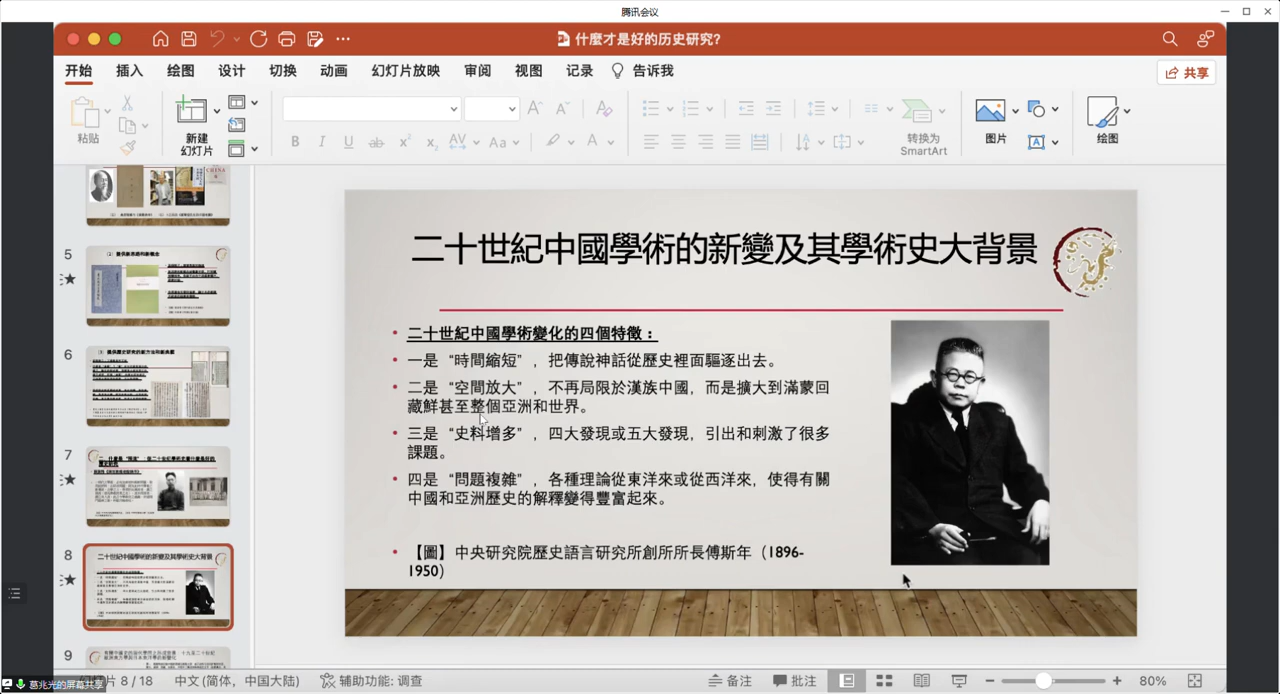 腾讯会议
什麼才是好的历史研究?
开始 插入 绘图 设计 切换 动画 幻灯片放映 审阅 视图 记录 告诉我
共享
粘贴
新建
幻灯片
转换为
SmartArt
图片
绘图
二十世紀中國學術的新變及其學術史大背景
二十世紀中國學術變化的四個特徵：
一是“時間縮短”，把傳說神話從歷史裡面驅逐出去。
二是“空間放大” 不再局限於漢族中國，而是擴大到滿蒙回
藏鮮甚至整個亞洲和世界。
三是“史料增多”，四大發現或五大發現，引出和刺激了很多
課題。
四是“問題複雜”，各種理論從東洋來或從西洋來，使得有關
中國和亞洲歷史的解釋變得豐富起來。
【圖】中央研究院歷史語言研究所創所所長傅斯年（1896-
1950）
5
6
7
8
二十世紀中國學術的新變及其學術史大背景
9
葛兆光的屏幕共享
幻灯片 8 / 18 中文 (简体，中国大陆) 辅助功能: 调查
备注 批注 80%